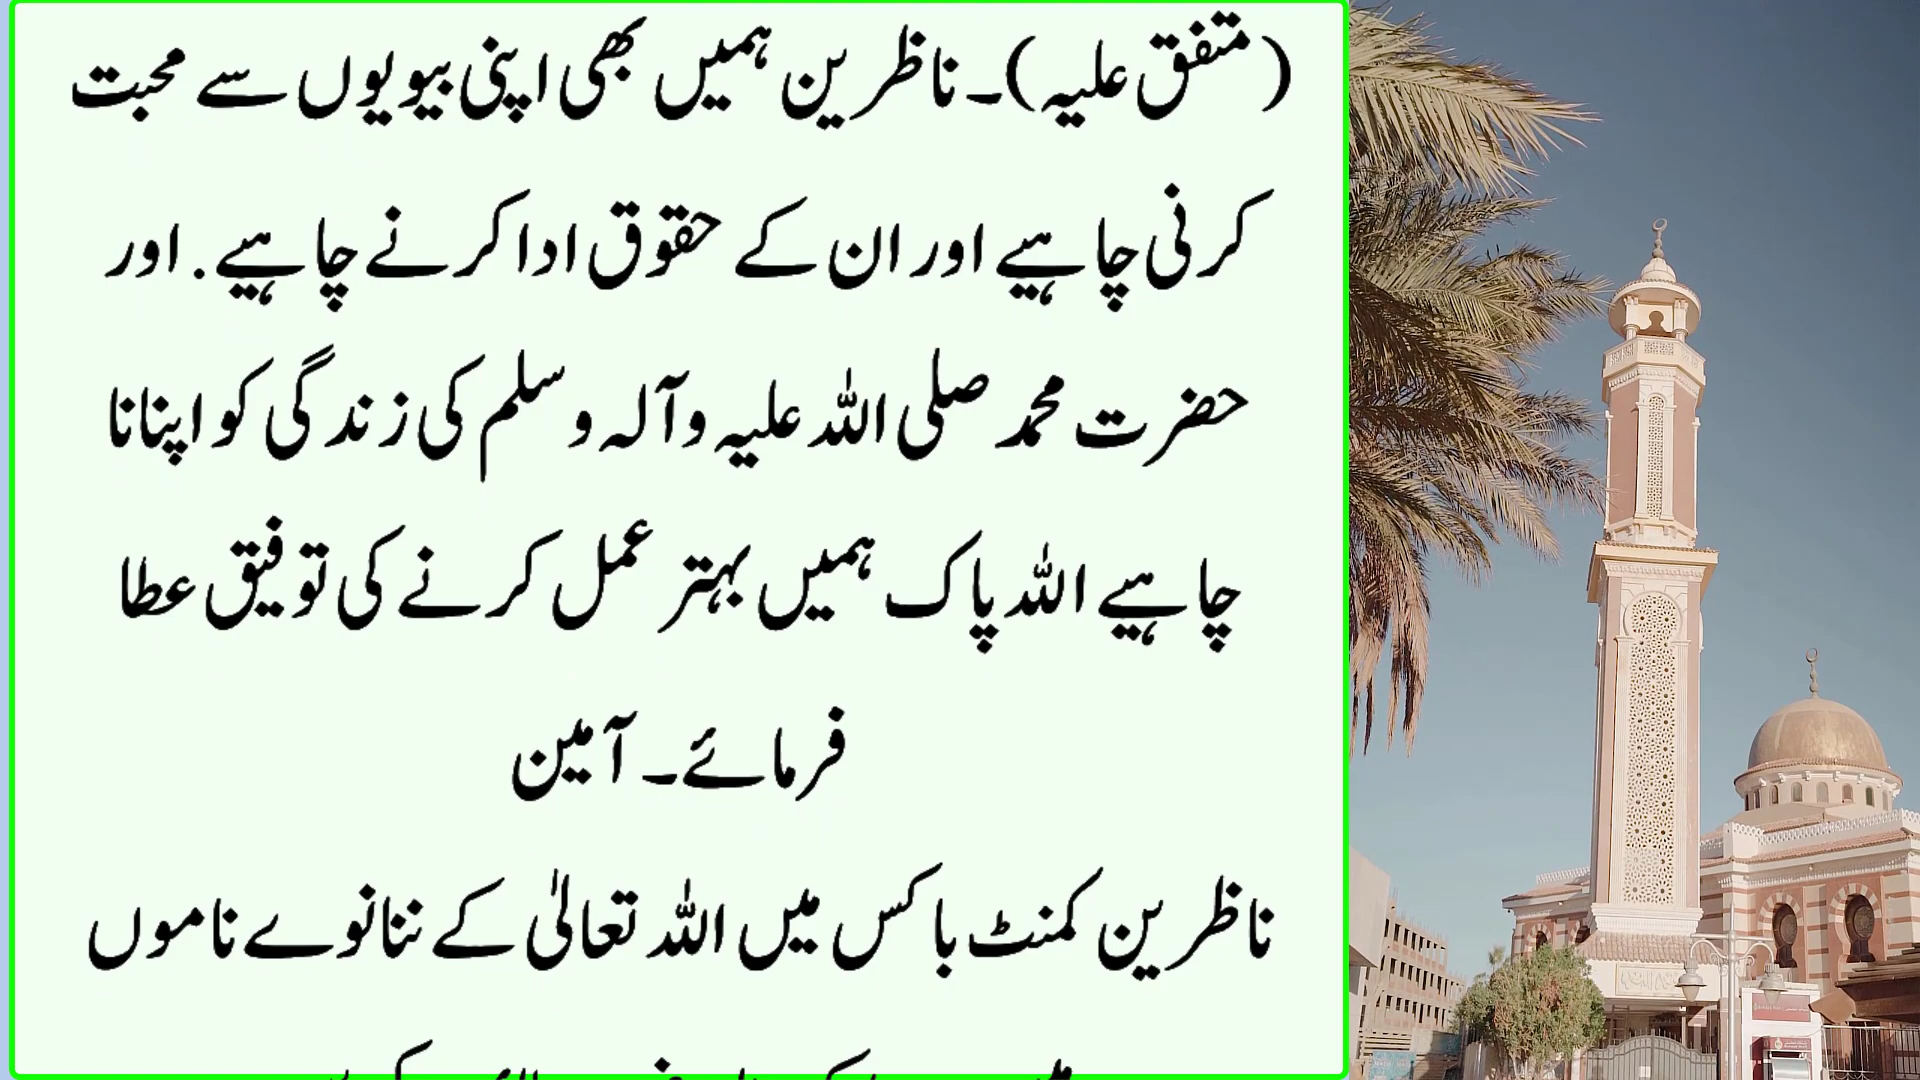 (متفق علیہ)۔ ناظرین ہمیں بھی اپنی بیویوں سے محبت
کرنی چاہیے اور ان کے حقوق ادا کرنے چاہیے. اور
حضرت محمد صلی اللہ علیہ وآلہ وسلم کی زندگی کو اپنانا
چاہیے اللہ پاک ہمیں بہتر عمل کرنے کی توفیق عطا
فرمائے۔ آمین
ناظرین کمنٹ باکس میں اللہ تعالیٰ کے ننانوے ناموں